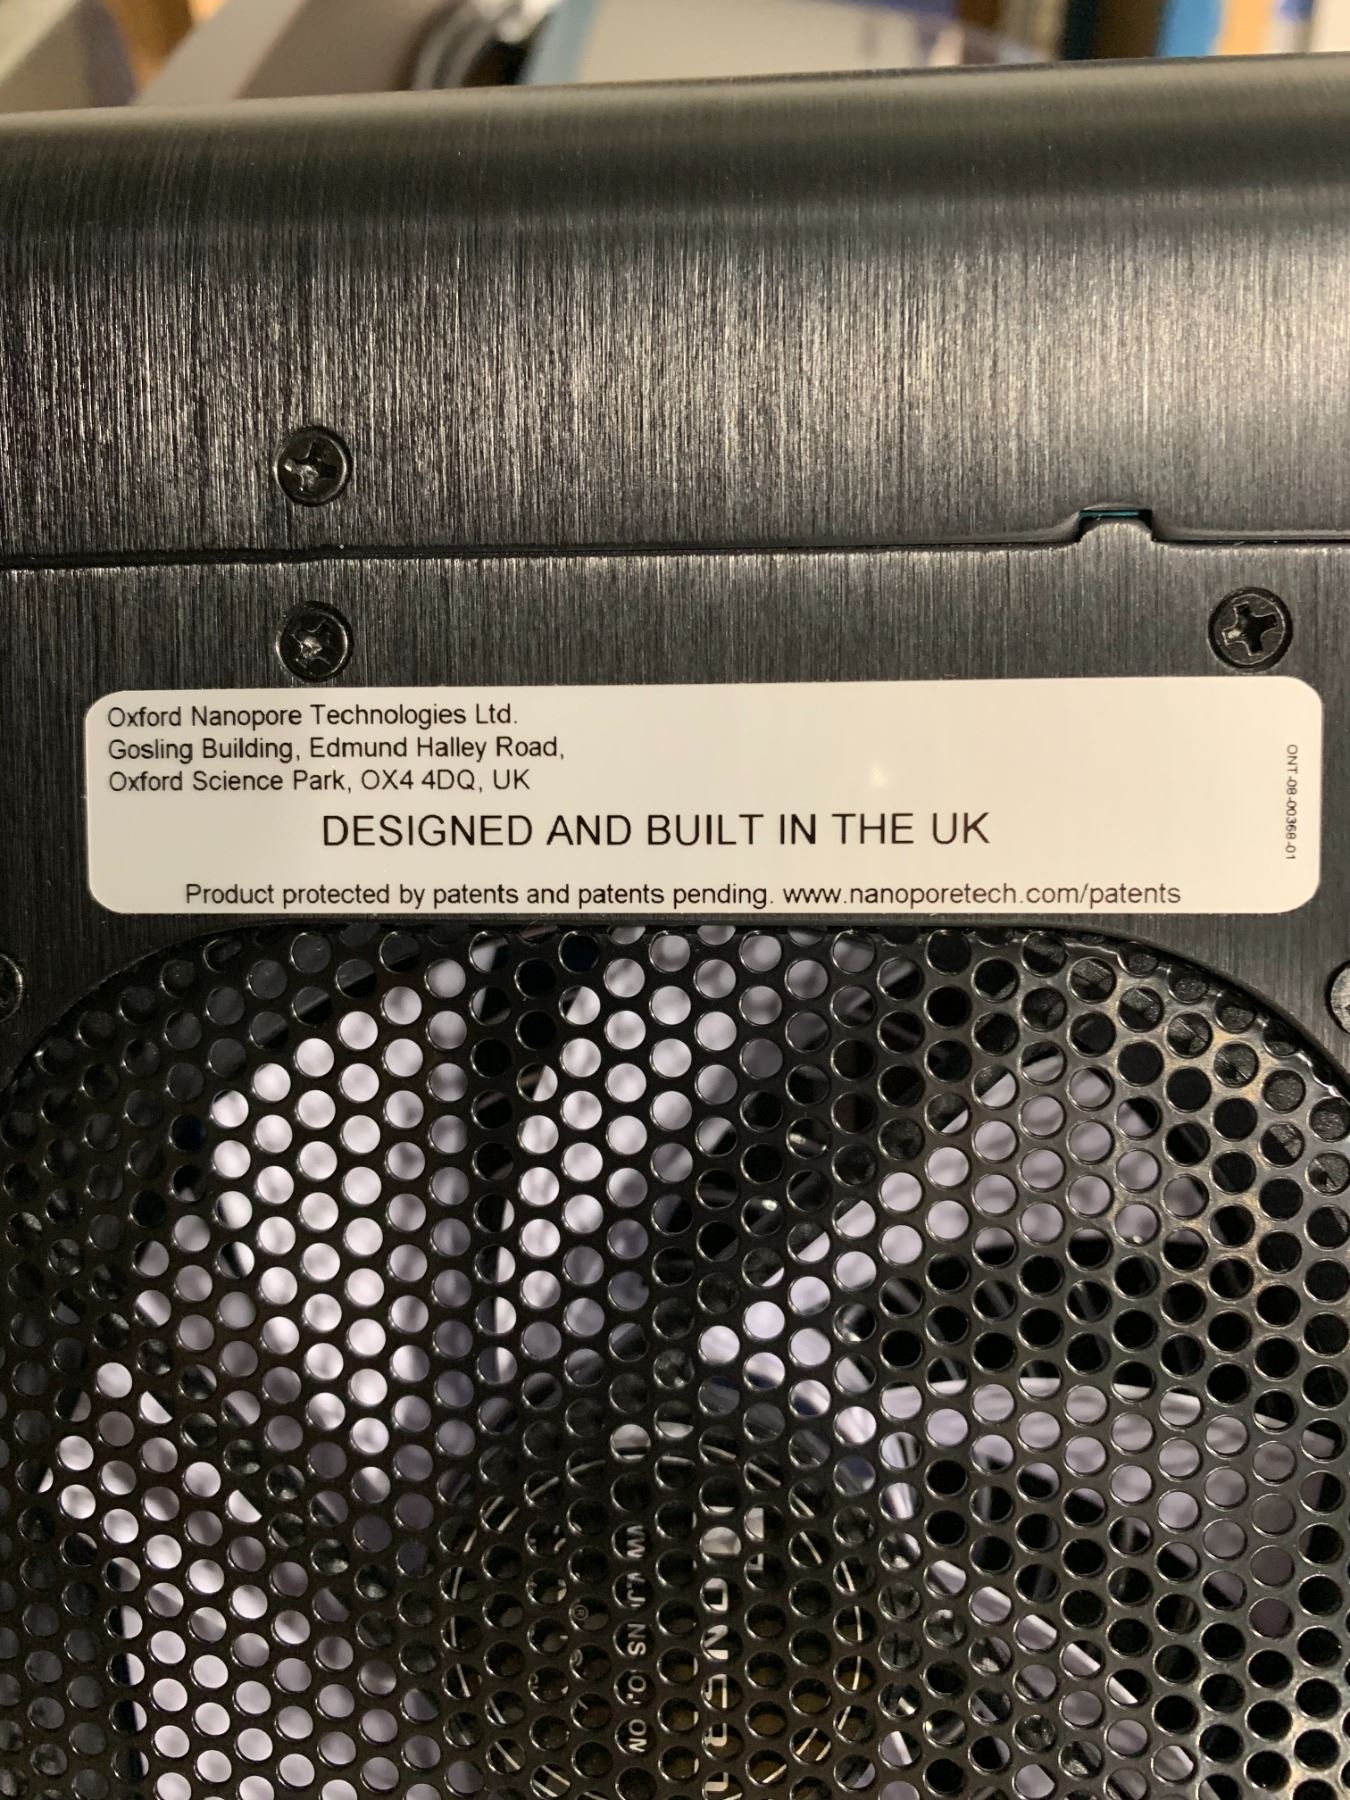 Oxford Nanopore Technologies Ltd.
Gosling Building, Edmund Halley Road,
Oxford Science Park, OX4 4DQ, UK
DESIGNED AND BUILT IN THE UK
Product protected by patents and patents pending. www.nanoporetech.com/patents
ONT-08-00368-01